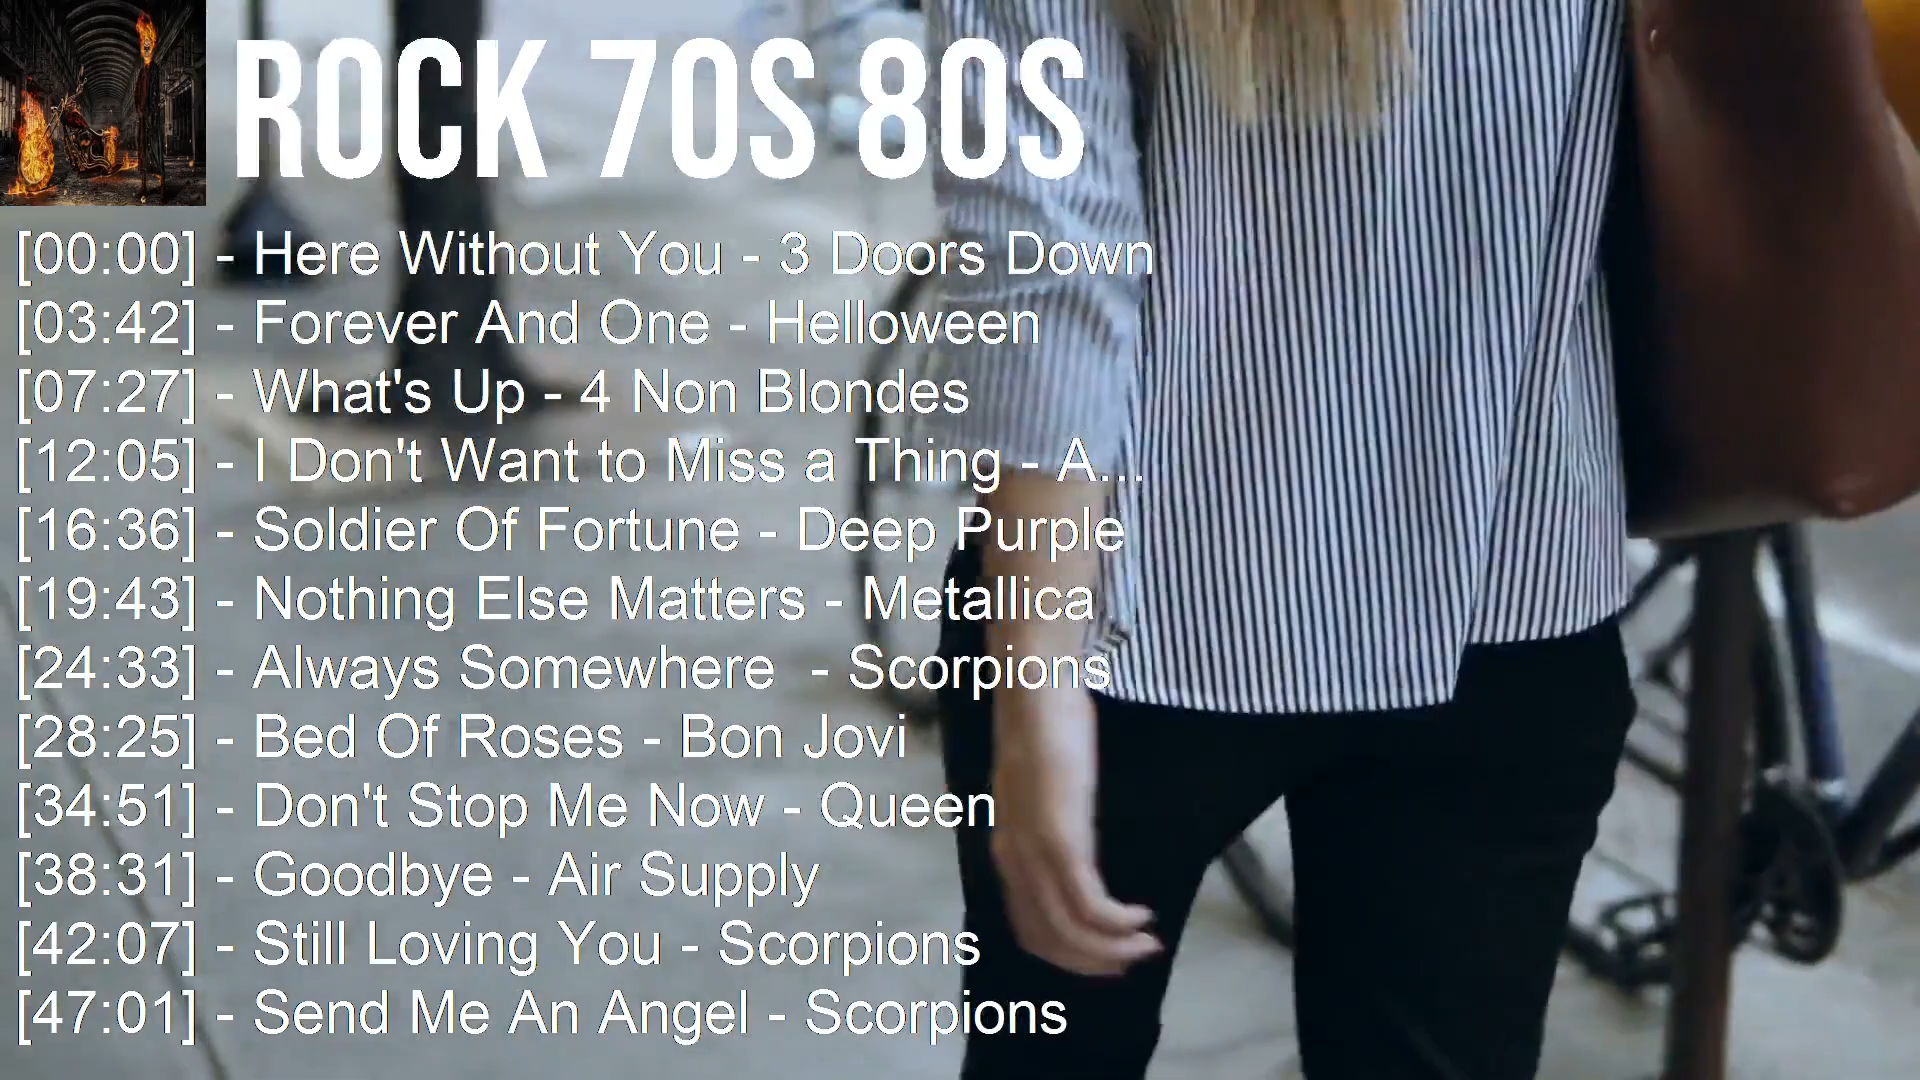 ROCK 70S 80S
[00:00] - Here Without You - 3 Doors Down
[03:42] - Forever And One - Helloween
[07:27] - What's Up - 4 Non Blondes
[12:05] - I Don't Want to Miss a Thing - A...
[16:36] - Soldier Of Fortune - Deep Purple
[19:43] - Nothing Else Matters - Metallica
[24:33] - Always Somewhere  - Scorpions
[28:25] - Bed Of Roses - Bon Jovi
[34:51] - Don't Stop Me Now - Queen
[38:31] - Goodbye - Air Supply
[42:07] - Still Loving You - Scorpions
[47:01] - Send Me An Angel - Scorpions